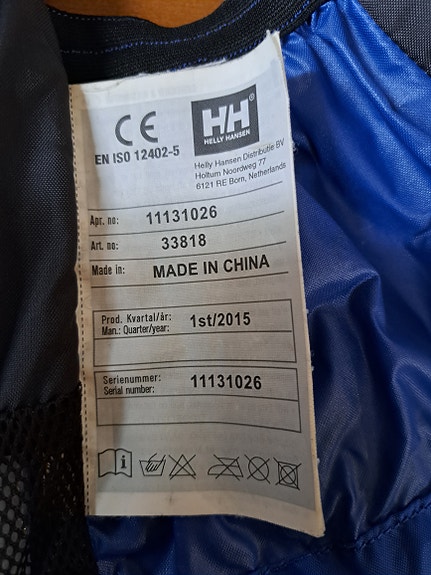 CE
HH®
HELLY HANSEN
EN ISO 12402-5
Helly Hansen Distributie BV
Holtum Noordweg 77
6121 RE Born, Netherlands
Apr. no: 11131026
Art. no: 33818
Made in: MADE IN CHINA
Prod. Kvartal/år: 1st/2015
Man.: Quarter/year:
Serienummer: 11131026
Serial number: